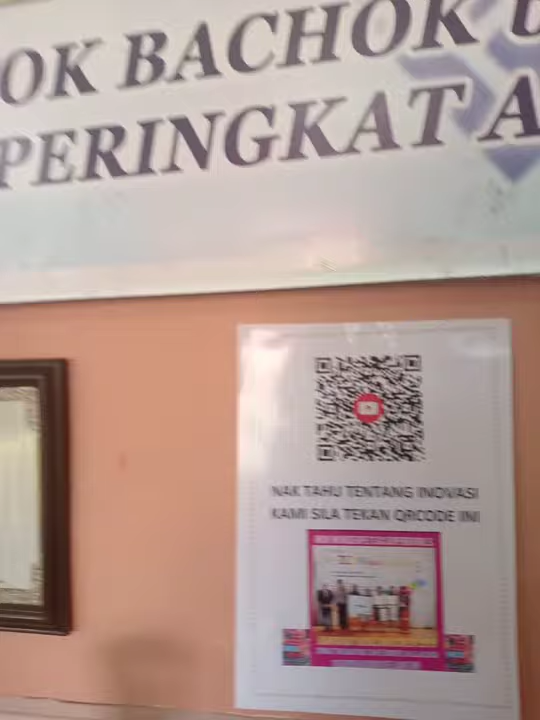 OK BACHOK
PERINGKAT A
NAK TAHU TENTANG INOVASI
KAMI SILA TEKAN QRCODE INI